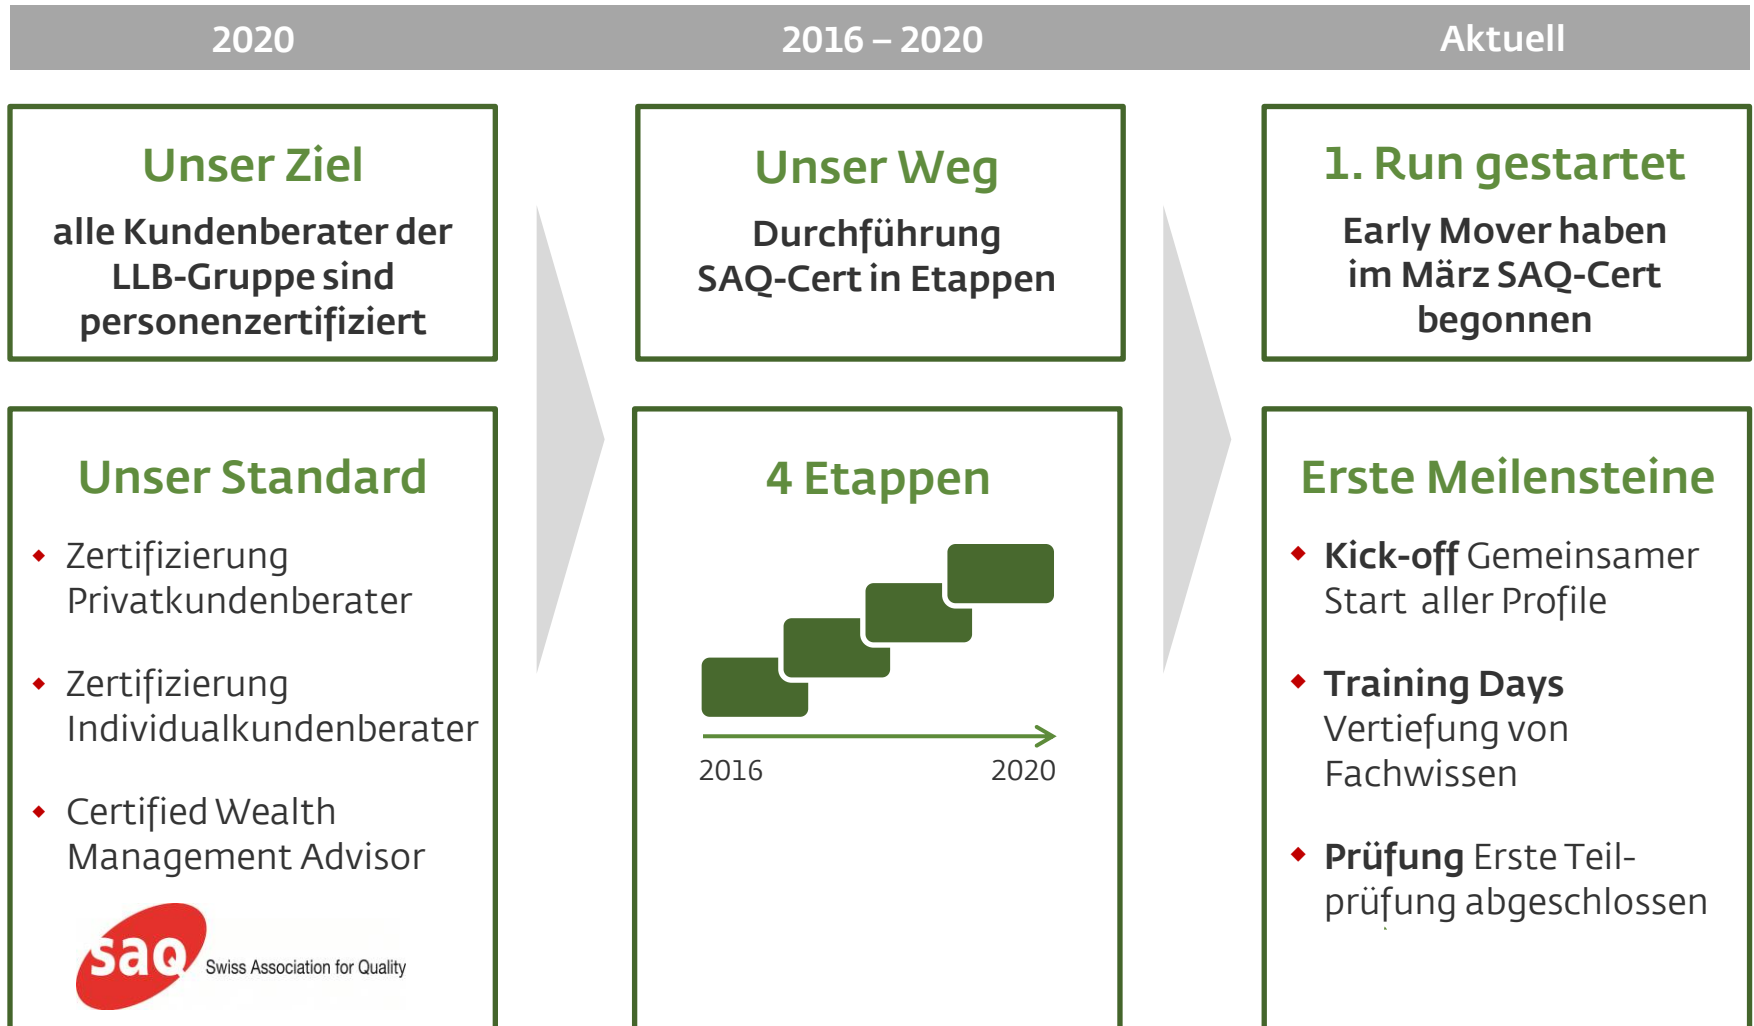 2020
2016 – 2020
Aktuell
Unser Ziel
alle Kundenberater der
LLB-Gruppe sind
personenzertifiziert
Unser Weg
Durchführung
SAQ-Cert in Etappen
1. Run gestartet
Early Mover haben
im März SAQ-Cert
begonnen
Unser Standard
Zertifizierung
Privatkundenberater
Zertifizierung
Individualkundenberater
Certified Wealth
Management Advisor
saq Swiss Association for Quality
4 Etappen
2016
2020
Erste Meilensteine
Kick-off Gemeinsamer
Start aller Profile
Training Days
Vertiefung von
Fachwissen
Prüfung Erste Teil-
prüfung abgeschlossen